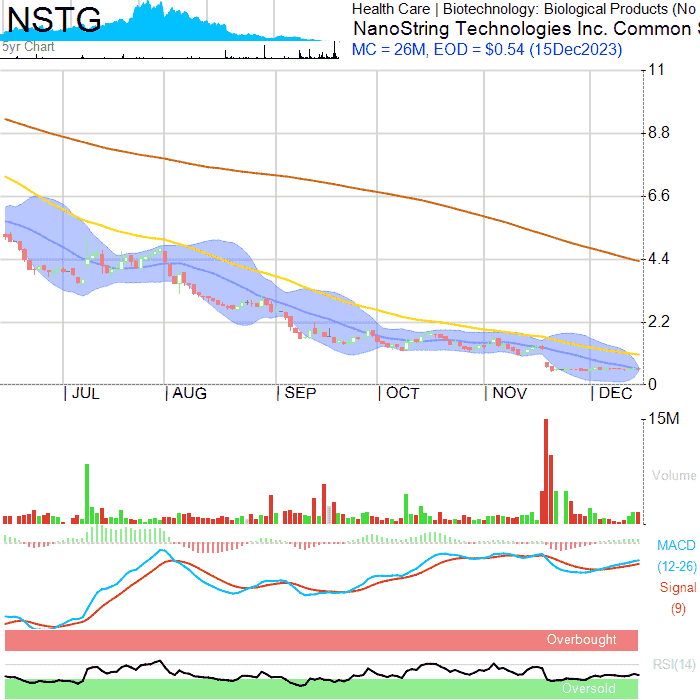 NSTG
5yr Chart
Health Care | Biotechnology: Biological Products (No
NanoString Technologies Inc. Common S
MC = 26M, EOD = $0.54 (15Dec2023)
11
8.8
6.6
4.4
2.2
0
JUL AUG SEP OCT NOV DEC
15M
Volume
MACD
(12-26)
Signal
(9)
Overbought
RSI(14)
Oversold